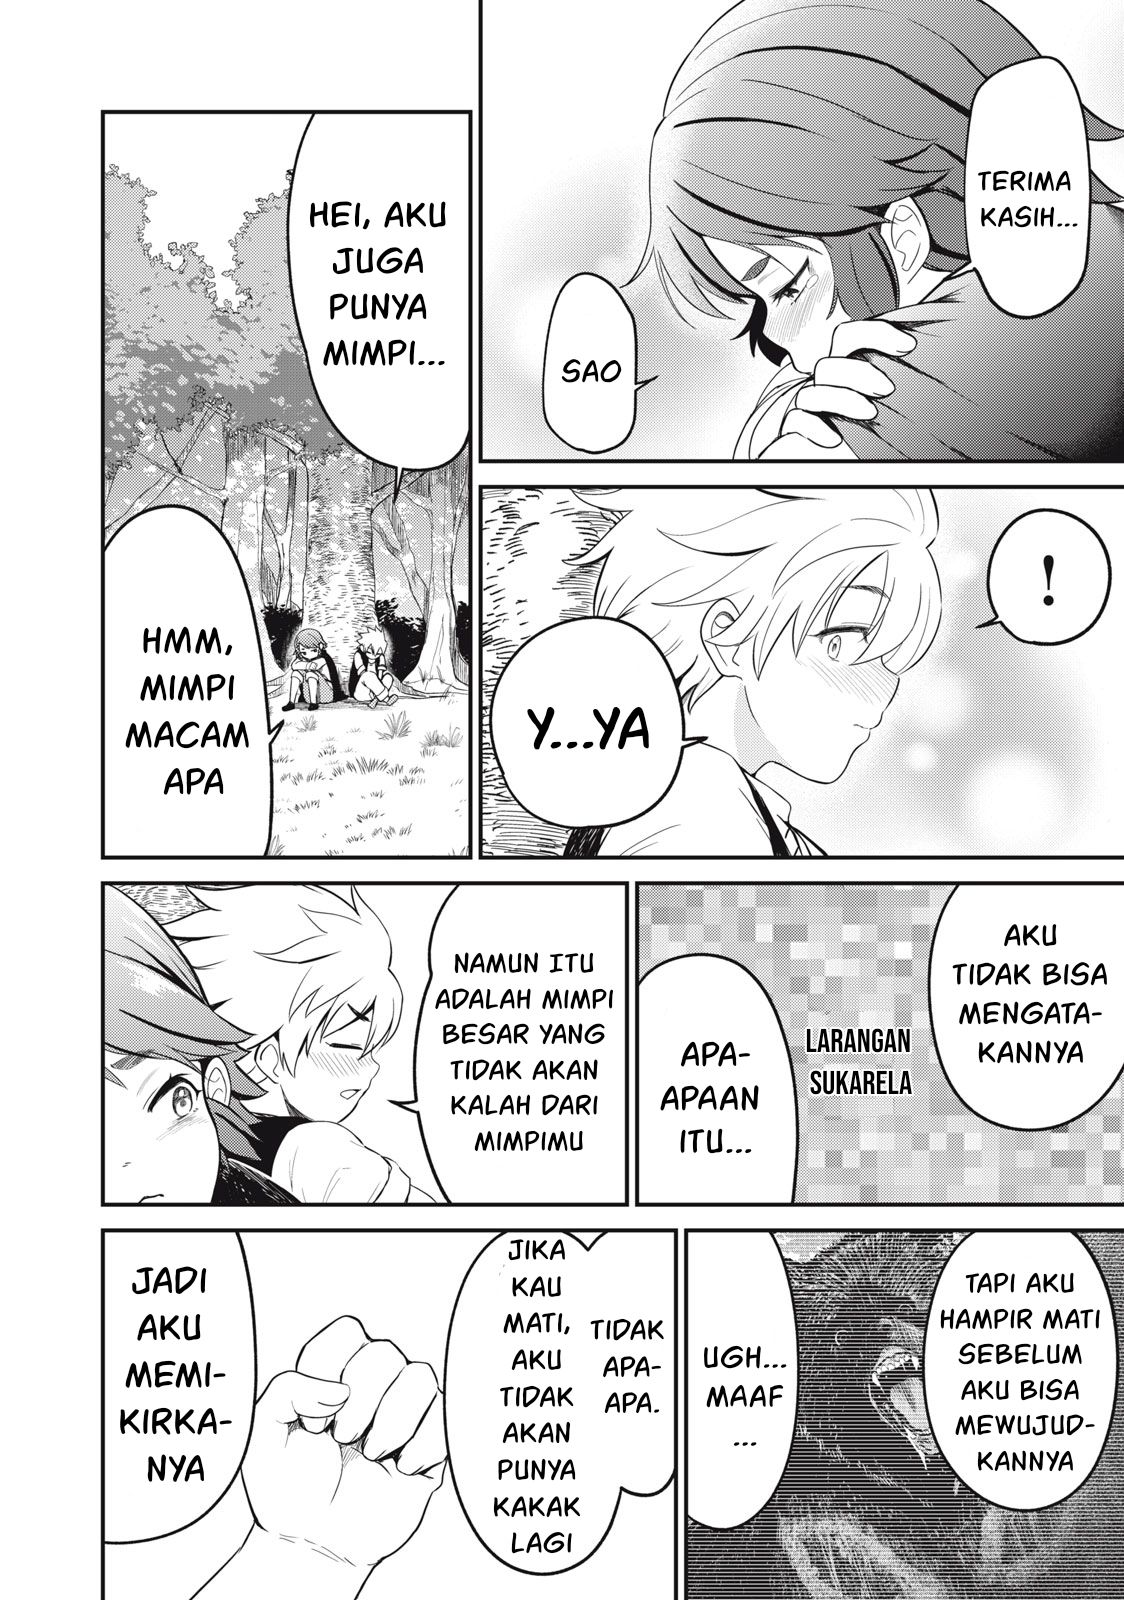 TERIMA
KASIH...
SAO
!
Y...YA
HEI, AKU
JUGA
PUNYA
MIMPI...
HMM,
MIMPI
MACAM
APA
AKU
TIDAK BISA
MENGATA-
KANNYA
LARANGAN
SUKARELA
APA-
APAAN
ITU...
NAMUN ITU
ADALAH MIMPI
BESAR YANG
TIDAK AKAN
KALAH DARI
MIMPIMU
TAPI AKU
HAMPIR MATI
SEBELUM
AKU BISA
MEWUJUD-
KANNYA
UGH...
MAAF
...
TIDAK
APA-
APA.
JIKA
KAU
MATI,
AKU
TIDAK
AKAN
PUNYA
KAKAK
LAGI
JADI
AKU
MEMI-
KIRKA-
NYA